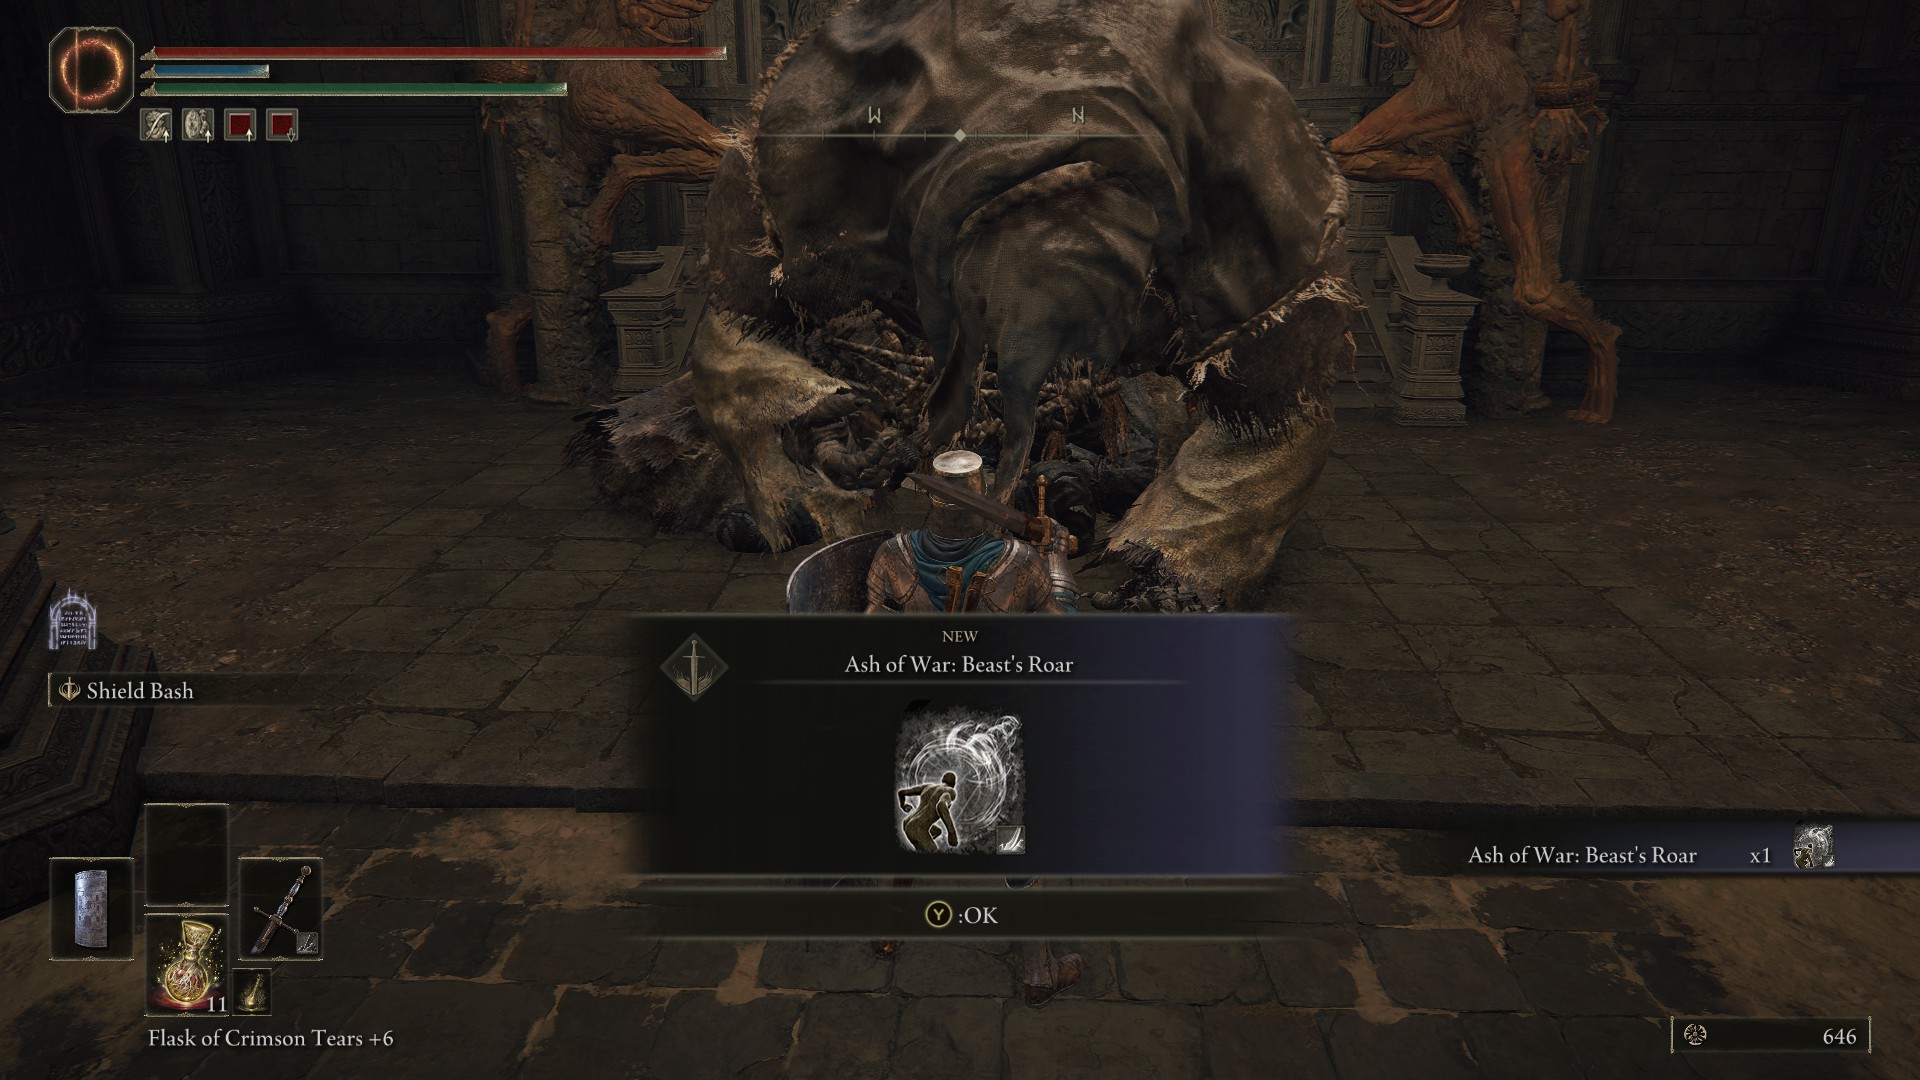 W
N
NEW
Ash of War: Beast's Roar
Shield Bash
Ash of War: Beast's Roar x1
Y :OK
11
Flask of Crimson Tears +6
646